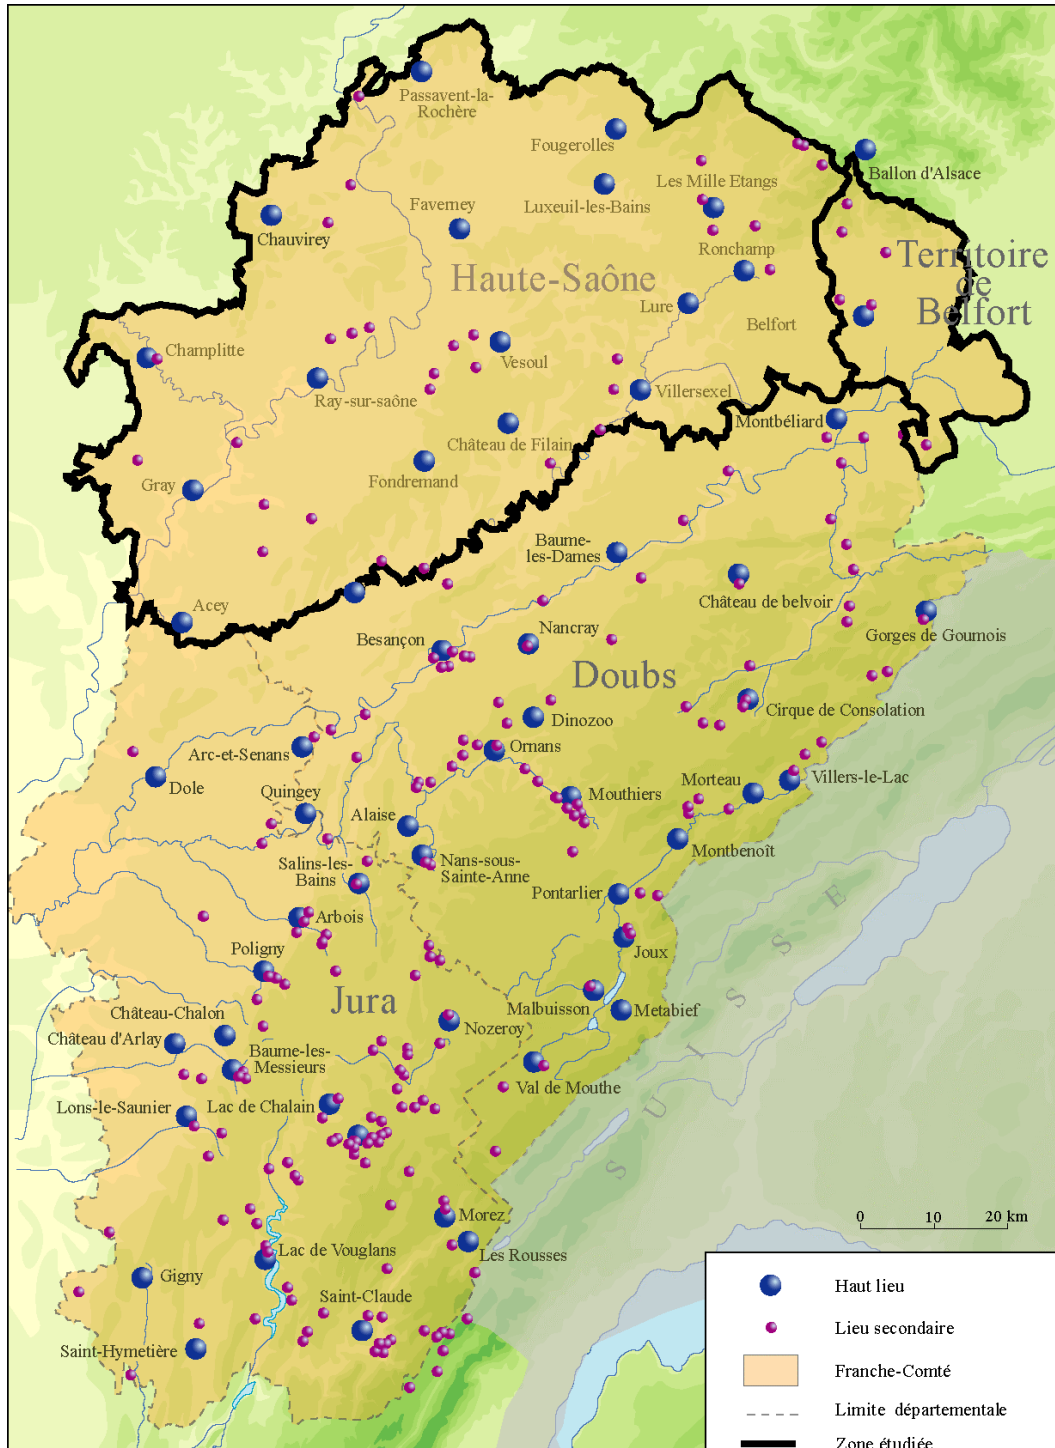 Passavent-la-
Rochère
Fougerolles
Ballon d'Alsace
Les Mille Etangs
Luxeuil-les-Bains
Faverney
Chauvirey
Ronchamp
Territoire
de
Belfort
Haute-Saône
Lure
Belfort
Champlitte
Vesoul
Ray-sur-saône
Villersexel
Montbéliard
Château de Filain
Fondremand
Gray
Baume-
les-Dames
Château de belvoir
Acey
Gorges de Goumois
Besançon
Nancray
Doubs
Cirque de Consolation
Dinozoo
Arc-et-Senans
Ornans
Dole
Morteau
Villers-le-Lac
Quingey
Mouthiers
Alaise
Montbenoît
Salins-les-
Bains
Nans-sous-
Sainte-Anne
Pontarlier
SUISSE
Arbois
Poligny
Joux
Jura
Malbuisson
Metabief
Château-Chalon
Nozeroy
Château d'Arlay
Baume-les-
Messieurs
Val de Mouthe
Lons-le-Saunier
Lac de Chalain
Morez
0 10 20 km
Lac de Vouglans
Les Rousses
Gigny
Saint-Claude
Saint-Hymetière
Haut lieu
Lieu secondaire
Franche-Comté
Limite départementale
Zone étudiée